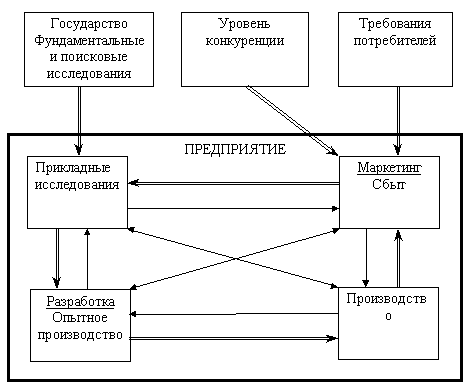 Государство
Фундаментальные
и поисковые
исследования
Уровень
конкуренции
Требования
потребителей
ПРЕДПРИЯТИЕ
Прикладные
исследования
Маркетинг
Сбыт
Разработка
Опытное
производство
Производств
о